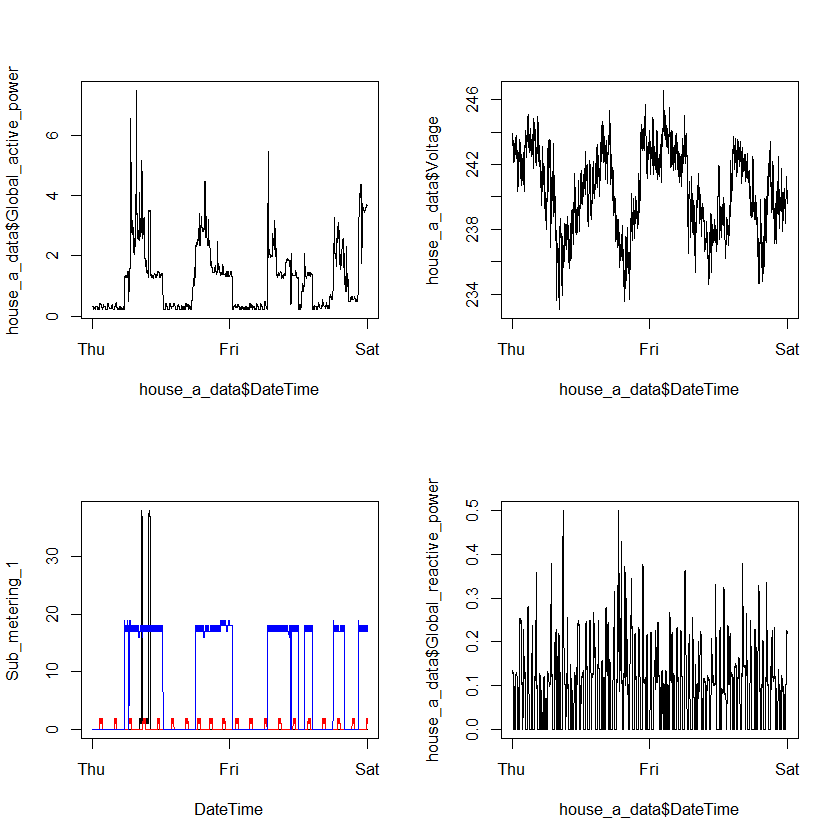 house_a_data$Global_active_power
6
4
2
0
Thu Fri Sat
house_a_data$DateTime
house_a_data$Voltage
246
242
238
234
Thu Fri Sat
house_a_data$DateTime
Sub_metering_1
30
20
10
0
Thu Fri Sat
DateTime
house_a_data$Global_reactive_power
0.5
0.4
0.3
0.2
0.1
0.0
Thu Fri Sat
house_a_data$DateTime